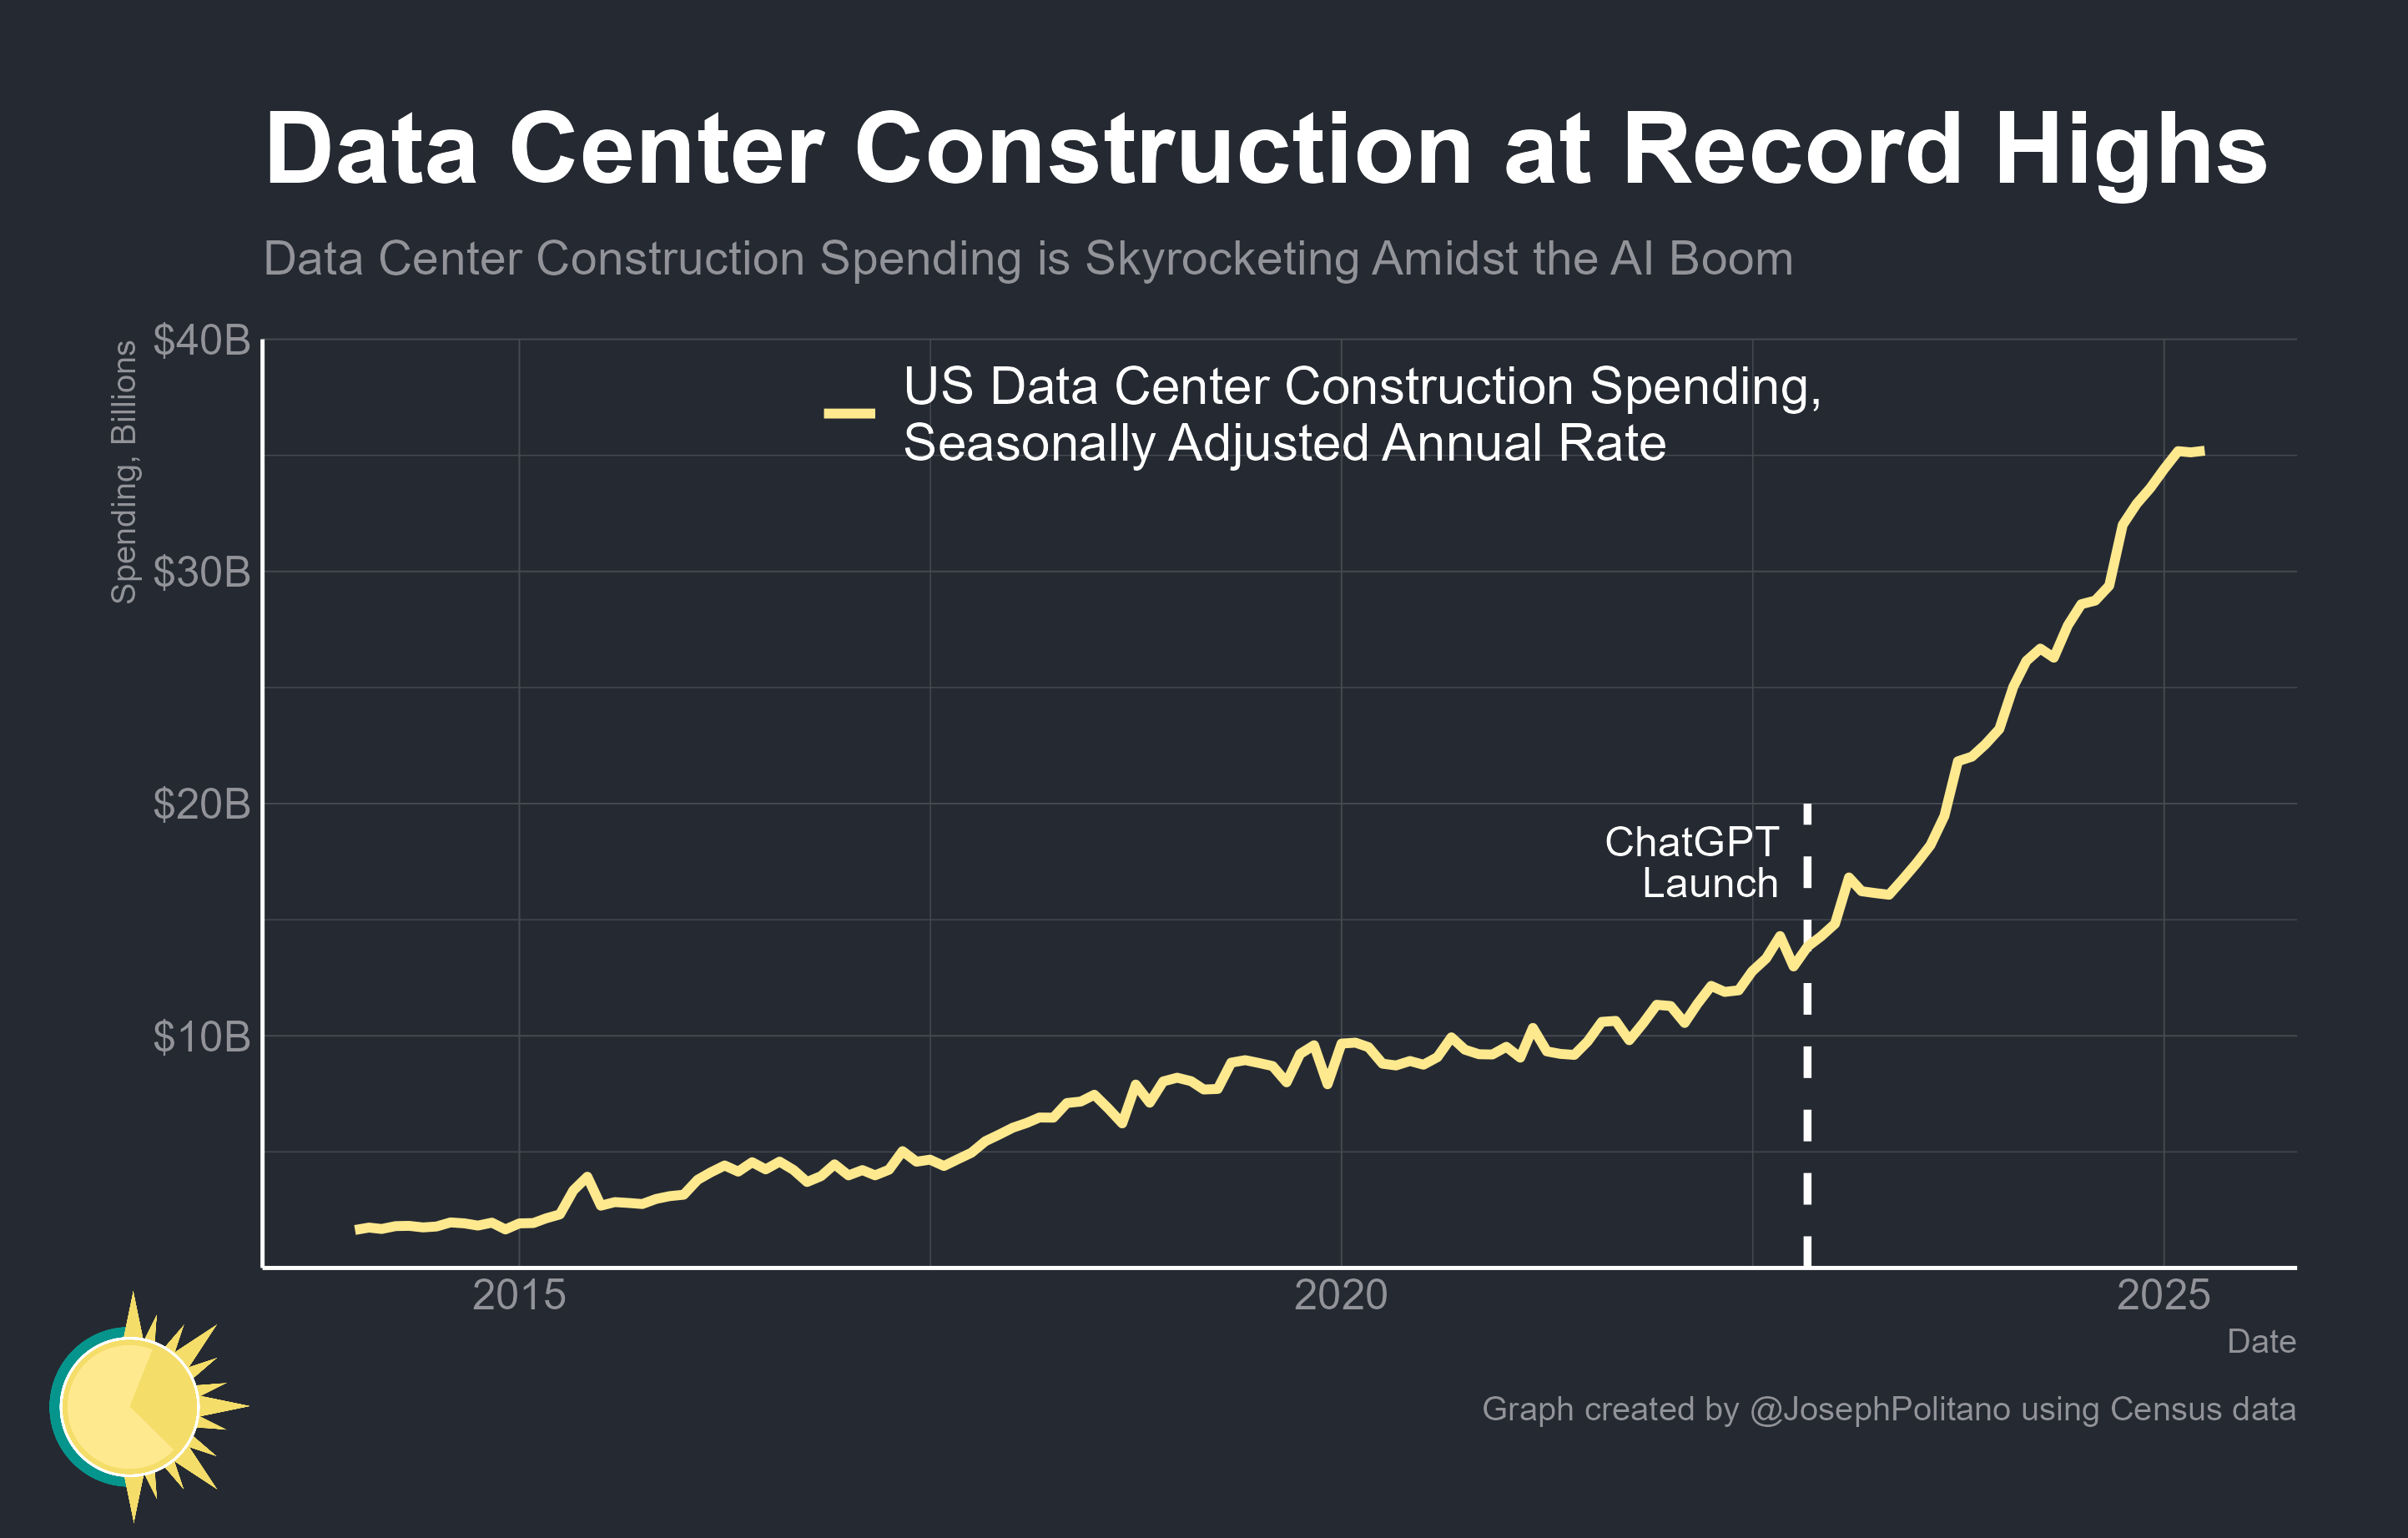 Data Center Construction at Record Highs
Data Center Construction Spending is Skyrocketing Amidst the AI Boom
Spending, Billions
$40B
$30B
$20B
$10B
US Data Center Construction Spending,
Seasonally Adjusted Annual Rate
ChatGPT
Launch
2015
2020
2025
Date
Graph created by @JosephPolitano using Census data